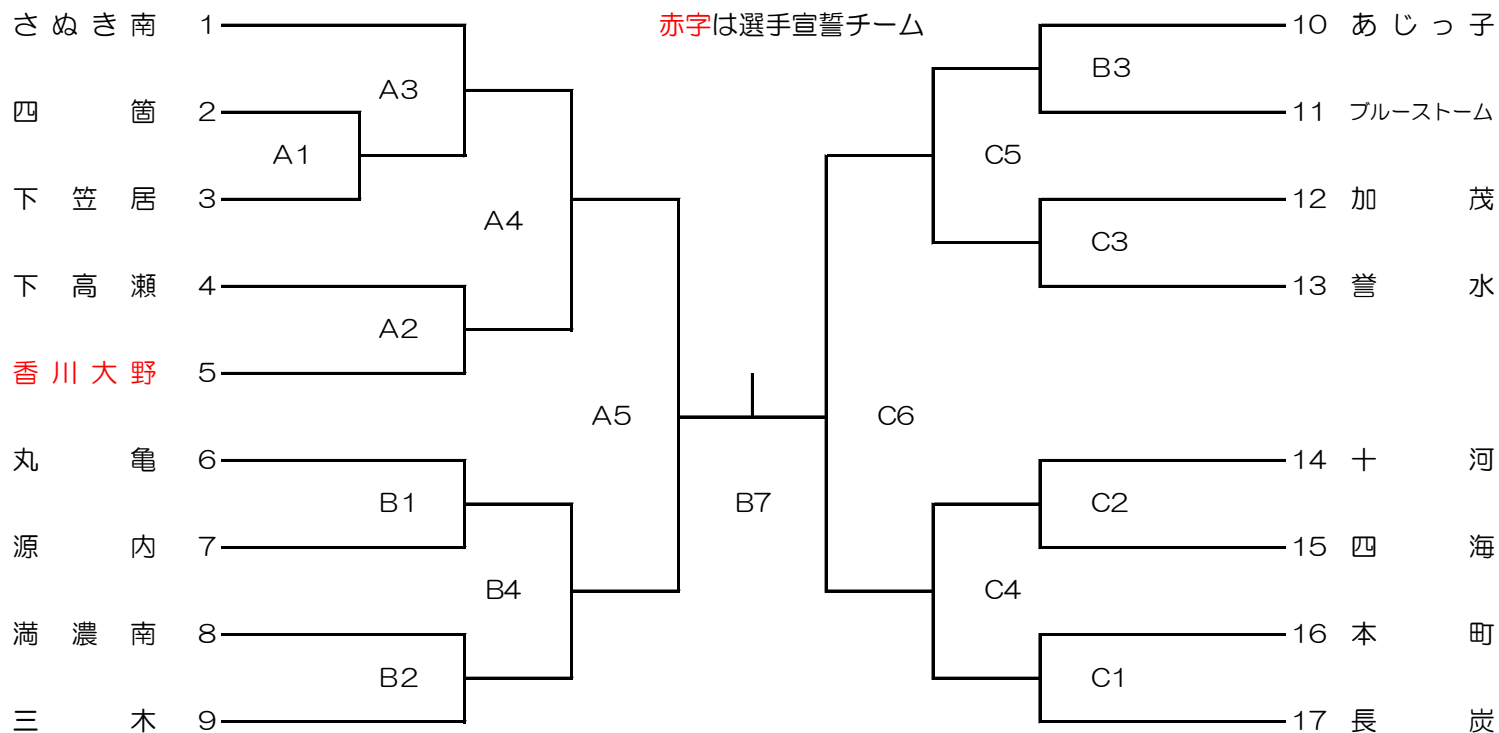 さぬき南 1
赤字は選手宣誓チーム
10 あじっ子
A3
B3
四箇 2
11 ブルーストーム
A1
C5
下笠居 3
12 加茂
A4
C3
下高瀬 4
13 誉水
A2
香川大野 5
A5
C6
丸亀 6
14 十河
B1
B7
C2
源内 7
15 四海
B4
C4
満濃南 8
16 本町
B2
C1
三木 9
17 長炭